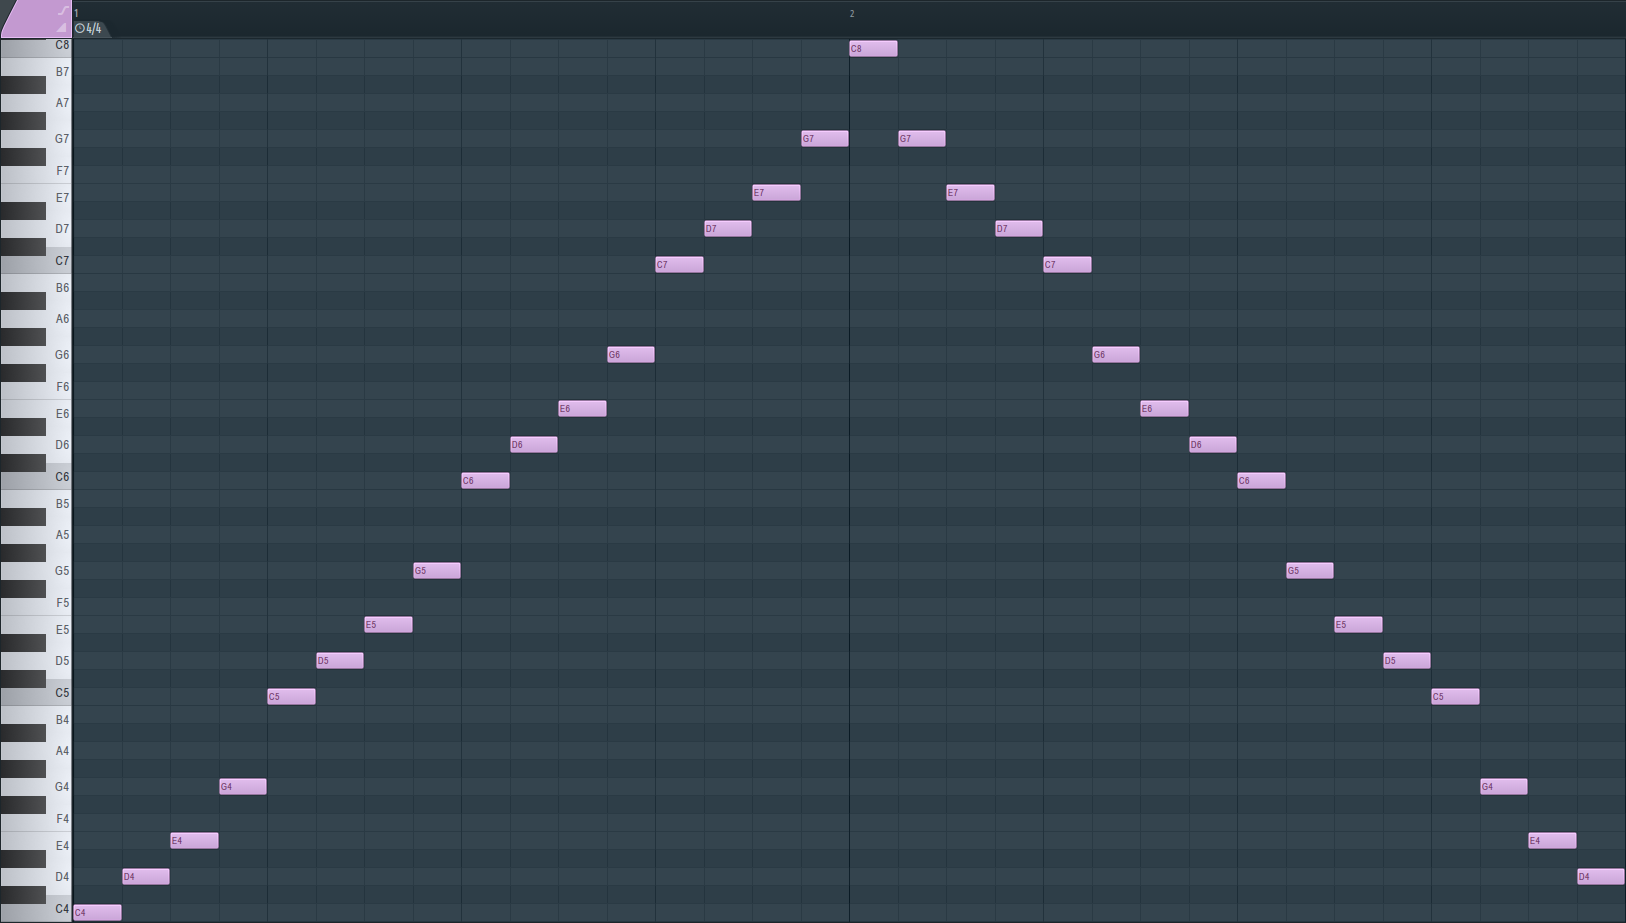 1 2
4/4
C8 C8
B7
A7
G7 G7 G7
F7
E7 E7 E7
D7 D7 D7
C7 C7 C7
B6
A6
G6 G6 G6
F6
E6 E6 E6
D6 D6 D6
C6 C6 C6
B5
A5
G5 G5 G5
F5
E5 E5 E5
D5 D5 D5
C5 C5 C5
B4
A4
G4 G4 G4
F4
E4 E4 E4
D4 D4 D4
C4 C4